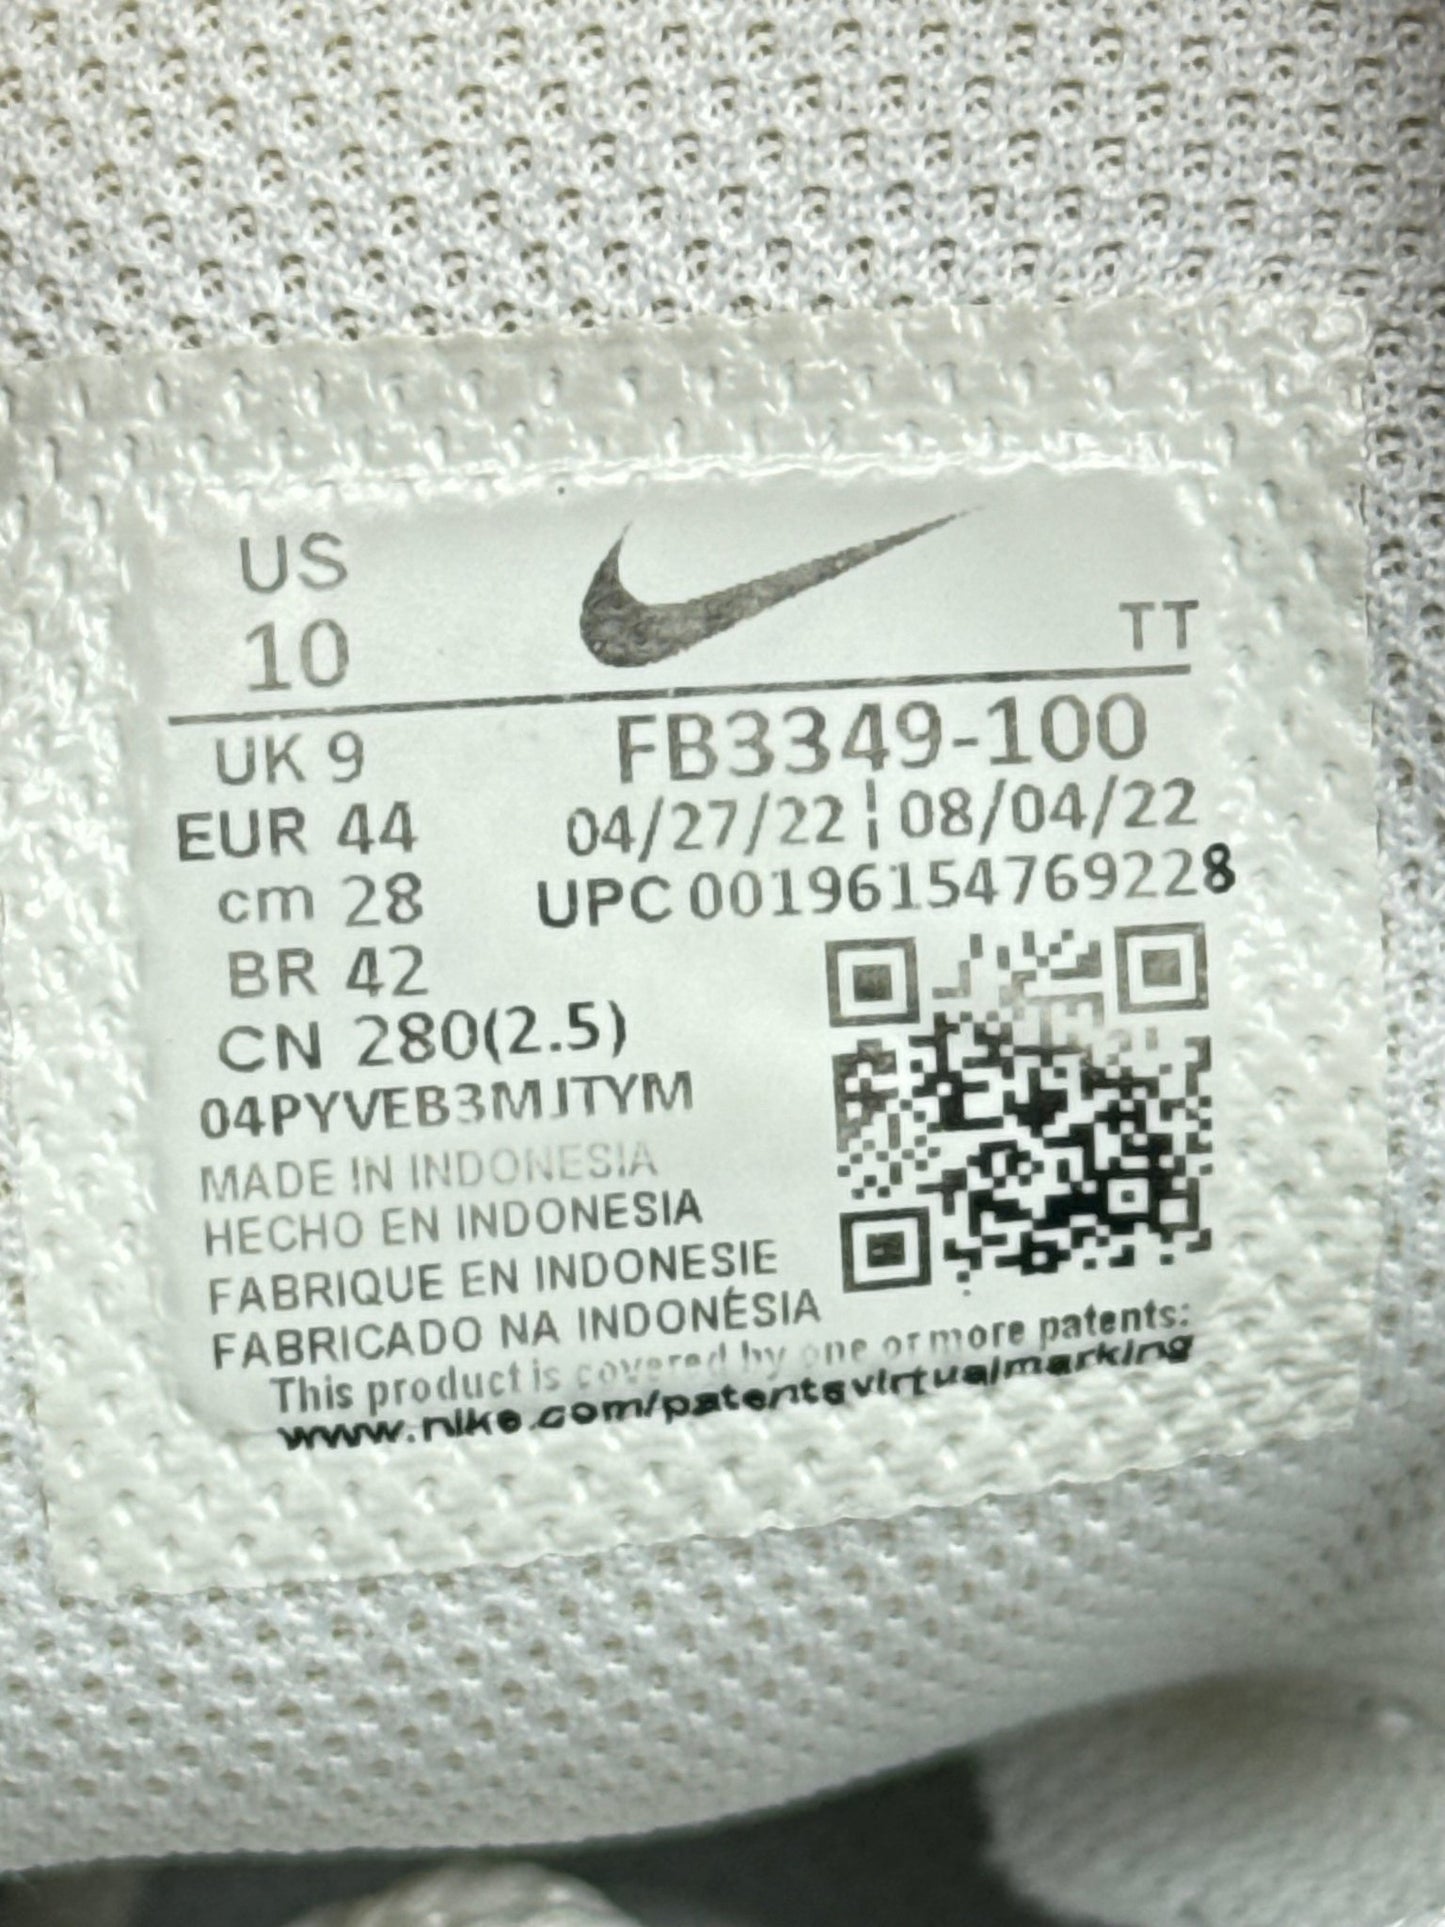 US
10
TT
UK 9
FB3349-100
EUR 44
04/27/22 ¦ 08/04/22
cm 28
UPC 00196154769228
BR 42
CN 280(2.5)
04PYVEB3MJTYM
MADE IN INDONESIA
HECHO EN INDONESIA
FABRIQUE EN INDONESIE
FABRICADO NA INDONÉSIA
This product is covered by one or more patents:
www.nike.com/patentsvirtualmarking